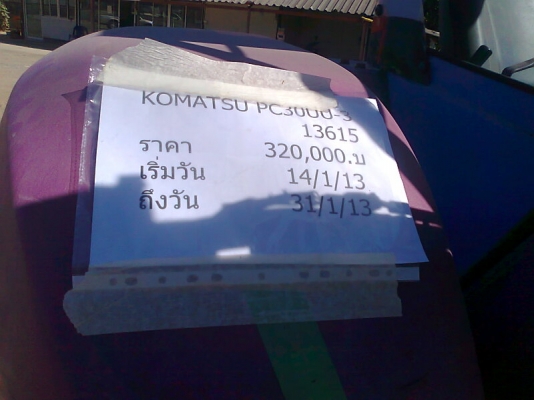 KOMATSU PC300U-3
13615
ราคา 320,000.บ
เริ่มวัน 14/1/13
ถึงวัน 31/1/13